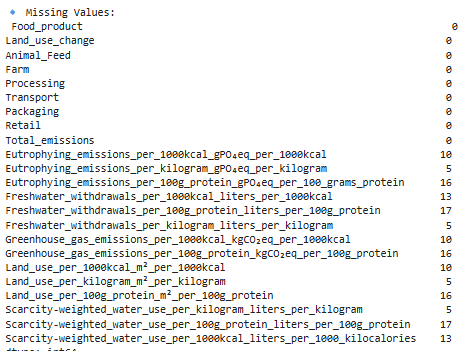 🔹 Missing Values:
Food_product 0
Land_use_change 0
Animal_Feed 0
Farm 0
Processing 0
Transport 0
Packaging 0
Retail 0
Total_emissions 0
Eutrophying_emissions_per_1000kcal_gPO₄eq_per_1000kcal 10
Eutrophying_emissions_per_kilogram_gPO₄eq_per_kilogram 5
Eutrophying_emissions_per_100g_protein_gPO₄eq_per_100_grams_protein 16
Freshwater_withdrawals_per_1000kcal_liters_per_1000kcal 13
Freshwater_withdrawals_per_100g_protein_liters_per_100g_protein 17
Freshwater_withdrawals_per_kilogram_liters_per_kilogram 5
Greenhouse_gas_emissions_per_1000kcal_kgCO₂eq_per_1000kcal 10
Greenhouse_gas_emissions_per_100g_protein_kgCO₂eq_per_100g_protein 16
Land_use_per_1000kcal_m²_per_1000kcal 10
Land_use_per_kilogram_m²_per_kilogram 5
Land_use_per_100g_protein_m²_per_100g_protein 16
Scarcity-weighted_water_use_per_kilogram_liters_per_kilogram 5
Scarcity-weighted_water_use_per_100g_protein_liters_per_100g_protein 17
Scarcity-weighted_water_use_per_1000kcal_liters_per_1000_kilocalories 13
dtype: int64